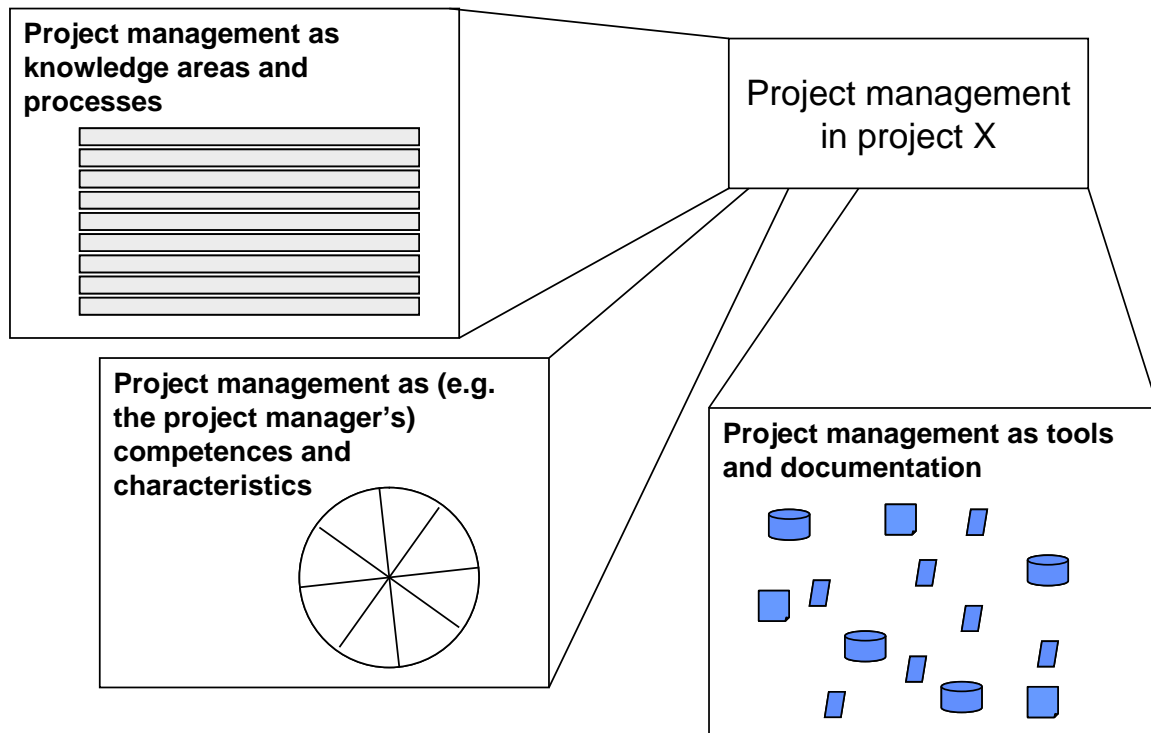 Project management as
knowledge areas and
processes
Project management
in project X
Project management as (e.g.
the project manager’s)
competences and
characteristics
Project management as tools
and documentation